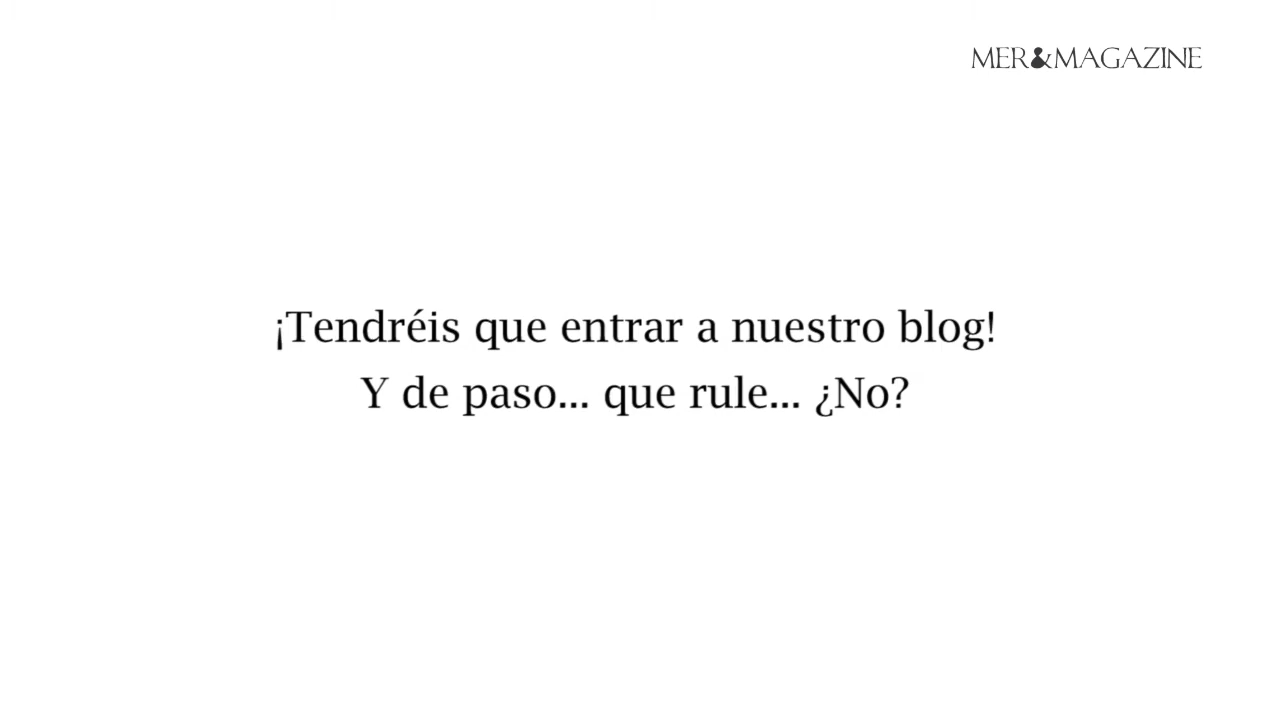 MER&MAGAZINE
¡Tendréis que entrar a nuestro blog!
Y de paso... que rule... ¿No?